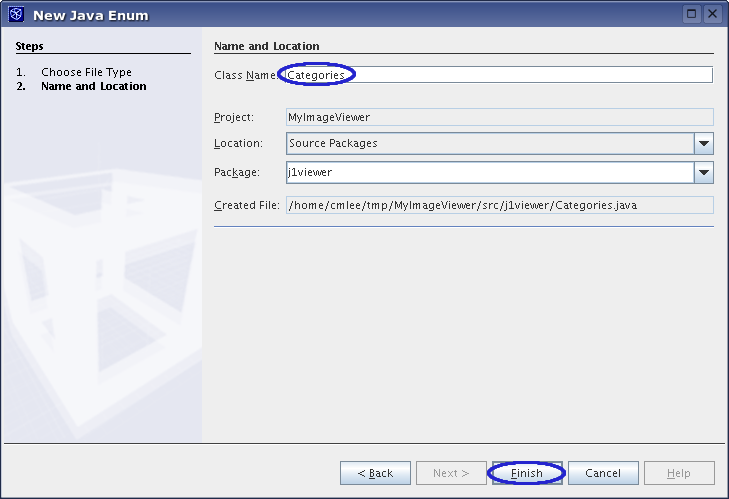 New Java Enum
Steps
1. Choose File Type
2. Name and Location
Name and Location
Class Name: Categories
Project: MyImageViewer
Location: Source Packages
Package: j1viewer
Created File: /home/cmlee/tmp/MyImageViewer/src/j1viewer/Categories.java
< Back Next > Finish Cancel Help